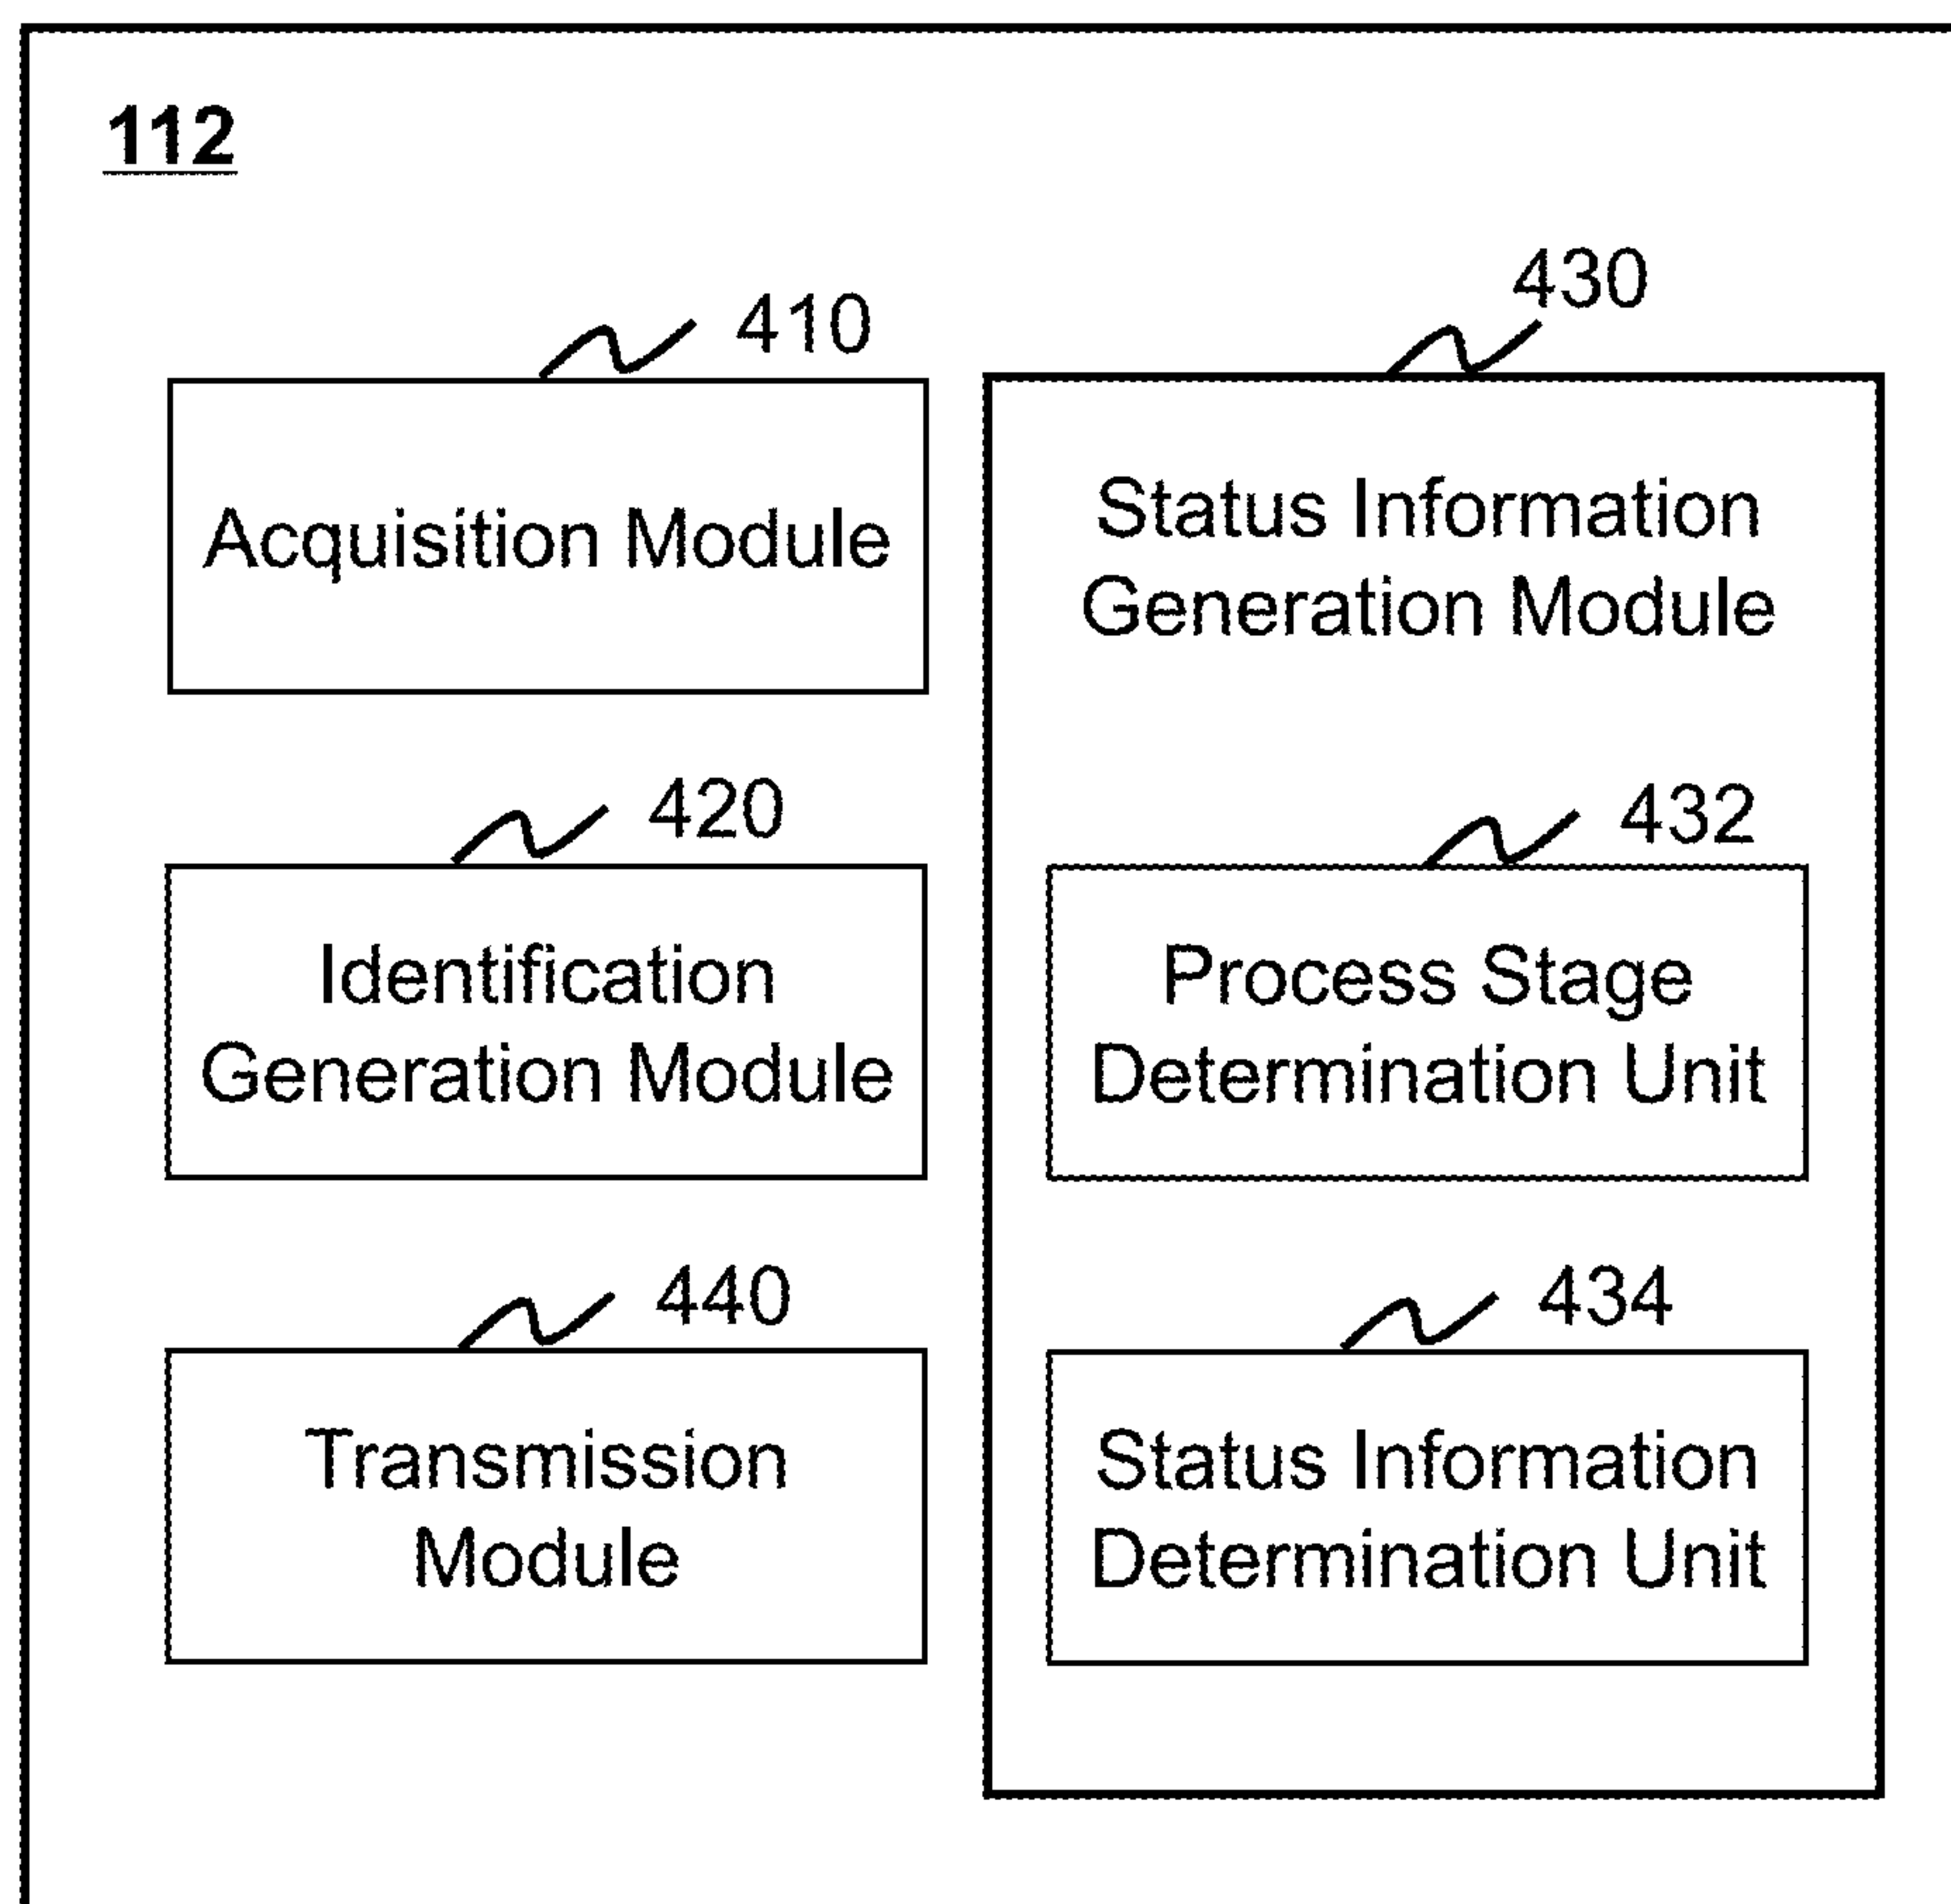 112
410
Acquisition Module
430
Status Information
Generation Module
420
Identification
Generation Module
432
Process Stage
Determination Unit
440
Transmission
Module
434
Status Information
Determination Unit